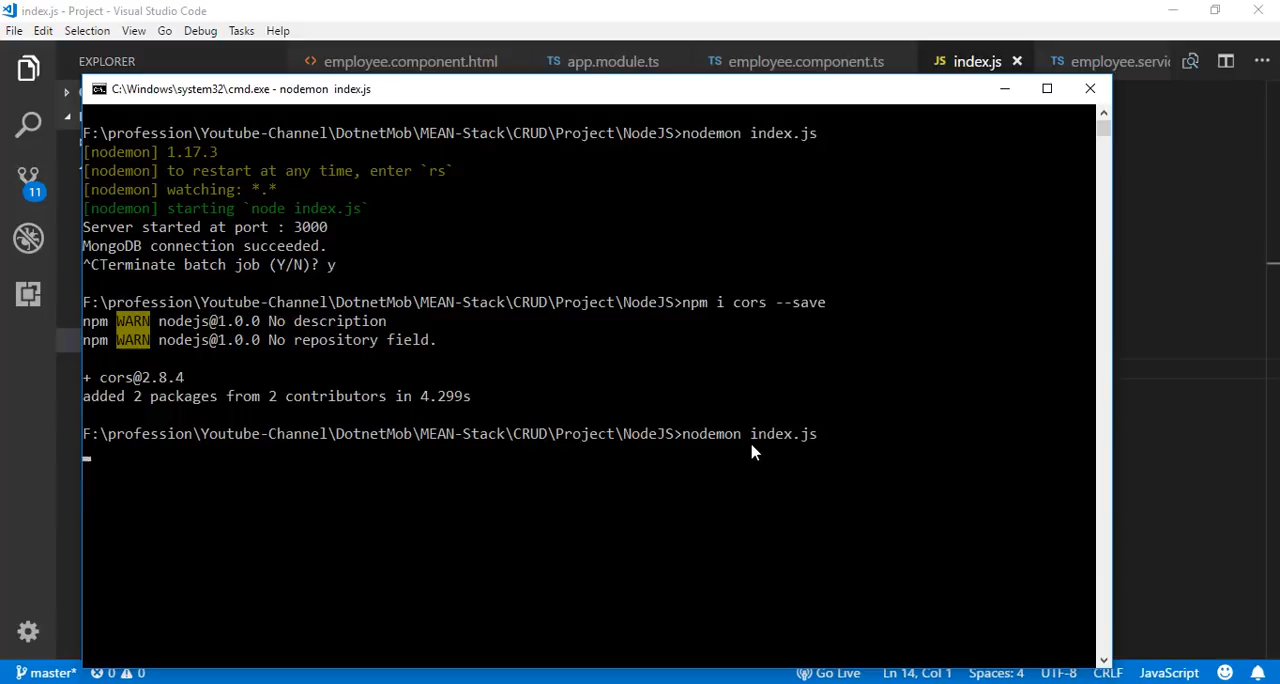 index.js - Project - Visual Studio Code
File Edit Selection View Go Debug Tasks Help
EXPLORER
<> employee.component.html TS app.module.ts TS employee.component.ts JS index.js TS employee.servic
C:\Windows\system32\cmd.exe - nodemon index.js
F:\profession\Youtube-Channel\DotnetMob\MEAN-Stack\CRUD\Project\NodeJS>nodemon index.js
[nodemon] 1.17.3
[nodemon] to restart at any time, enter `rs`
[nodemon] watching: *.*
[nodemon] starting `node index.js`
Server started at port : 3000
MongoDB connection succeeded.
^CTerminate batch job (Y/N)? y
F:\profession\Youtube-Channel\DotnetMob\MEAN-Stack\CRUD\Project\NodeJS>npm i cors --save
npm WARN nodejs@1.0.0 No description
npm WARN nodejs@1.0.0 No repository field.
+ cors@2.8.4
added 2 packages from 2 contributors in 4.299s
F:\profession\Youtube-Channel\DotnetMob\MEAN-Stack\CRUD\Project\NodeJS>nodemon index.js
11
master* 0 0 Go Live Ln 14, Col 1 Spaces: 4 UTF-8 CRLF JavaScript